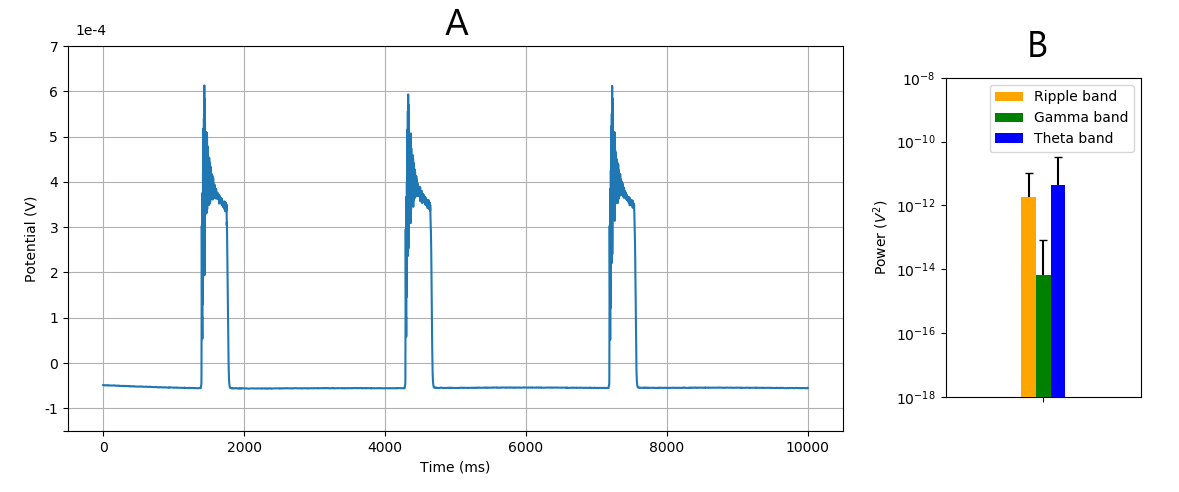 A
1e-4
7
6
5
4
3
2
1
0
-1
Potential (V)
0 2000 4000 6000 8000 10000
Time (ms)
B
Ripple band
Gamma band
Theta band
10⁻⁸
10⁻¹⁰
10⁻¹²
10⁻¹⁴
10⁻¹⁶
10⁻¹⁸
Power (V²)